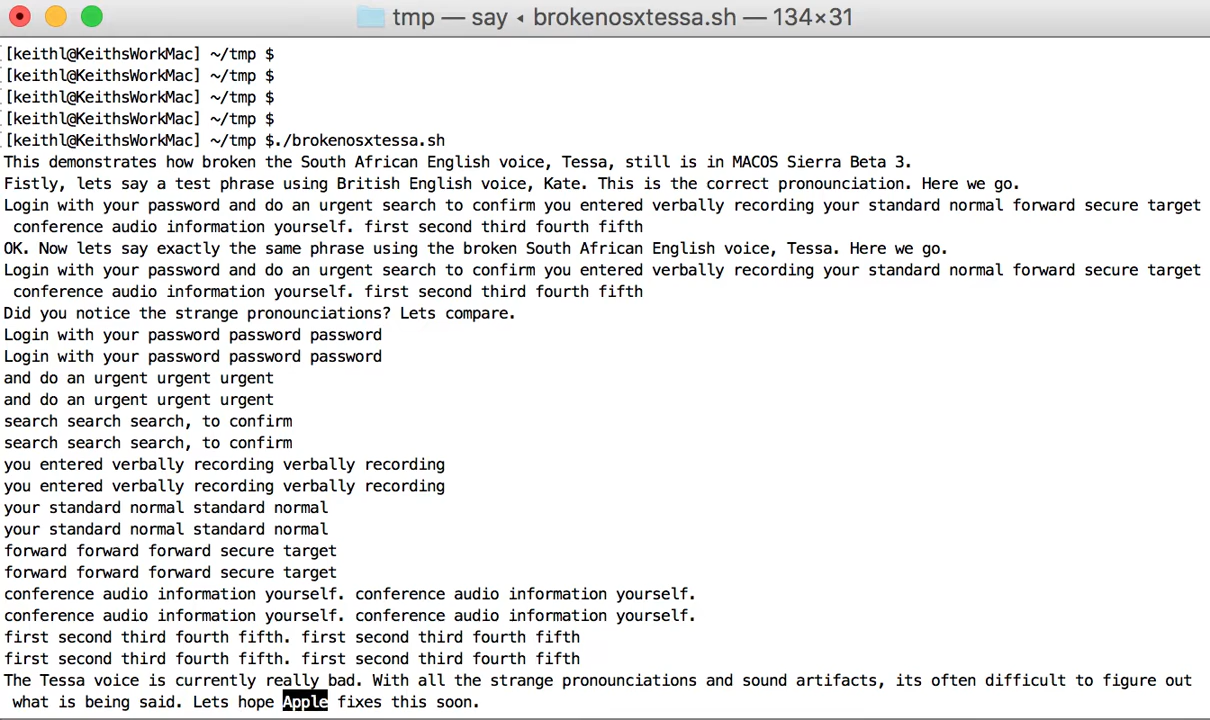 tmp — say ◂ brokenosxtessa.sh — 134×31
[keithl@KeithsWorkMac] ~/tmp $
[keithl@KeithsWorkMac] ~/tmp $
[keithl@KeithsWorkMac] ~/tmp $
[keithl@KeithsWorkMac] ~/tmp $
[keithl@KeithsWorkMac] ~/tmp $./brokenosxtessa.sh
This demonstrates how broken the South African English voice, Tessa, still is in MACOS Sierra Beta 3.
Fistly, lets say a test phrase using British English voice, Kate. This is the correct pronounciation. Here we go.
Login with your password and do an urgent search to confirm you entered verbally recording your standard normal forward secure target
conference audio information yourself. first second third fourth fifth
OK. Now lets say exactly the same phrase using the broken South African English voice, Tessa. Here we go.
Login with your password and do an urgent search to confirm you entered verbally recording your standard normal forward secure target
conference audio information yourself. first second third fourth fifth
Did you notice the strange pronounciations? Lets compare.
Login with your password password password
Login with your password password password
and do an urgent urgent urgent
and do an urgent urgent urgent
search search search, to confirm
search search search, to confirm
you entered verbally recording verbally recording
you entered verbally recording verbally recording
your standard normal standard normal
your standard normal standard normal
forward forward forward secure target
forward forward forward secure target
conference audio information yourself. conference audio information yourself.
conference audio information yourself. conference audio information yourself.
first second third fourth fifth. first second third fourth fifth
first second third fourth fifth. first second third fourth fifth
The Tessa voice is currently really bad. With all the strange pronounciations and sound artifacts, its often difficult to figure out
what is being said. Lets hope Apple fixes this soon.